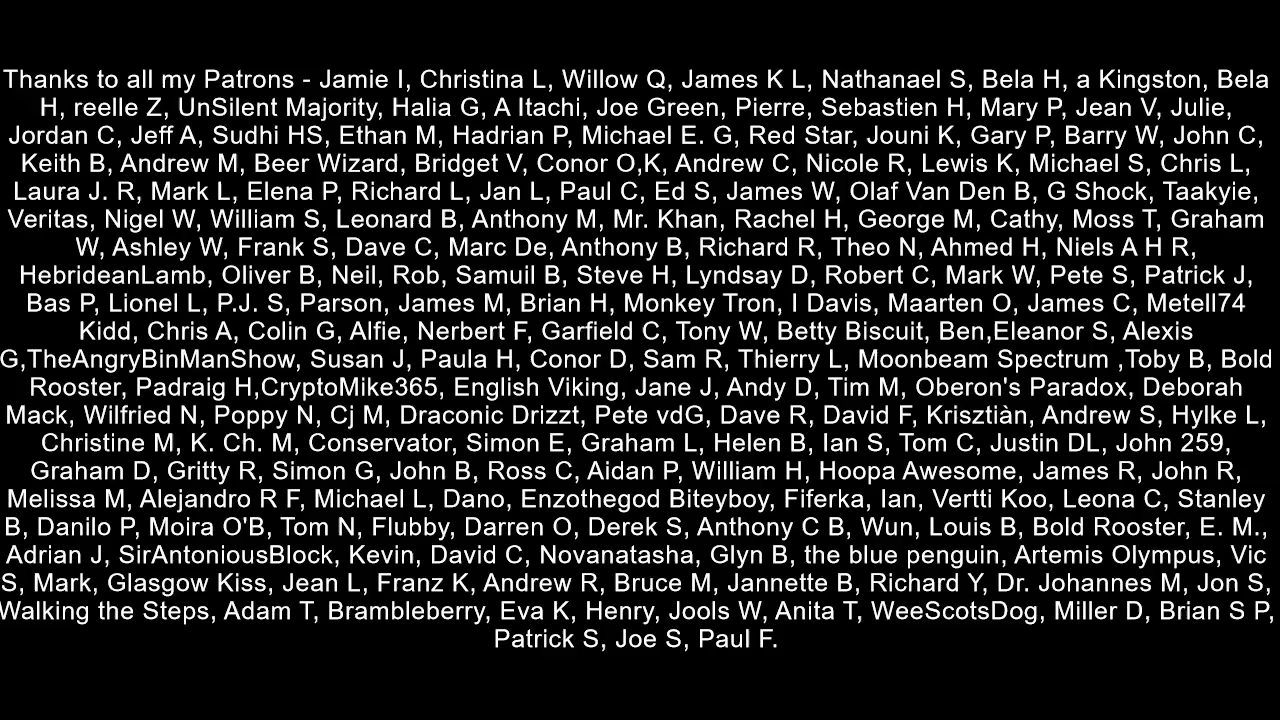 Thanks to all my Patrons - Jamie I, Christina L, Willow Q, James K L, Nathanael S, Bela H, a Kingston, Bela
H, reelle Z, UnSilent Majority, Halia G, A Itachi, Joe Green, Pierre, Sebastien H, Mary P, Jean V, Julie,
Jordan C, Jeff A, Sudhi HS, Ethan M, Hadrian P, Michael E. G, Red Star, Jouni K, Gary P, Barry W, John C,
Keith B, Andrew M, Beer Wizard, Bridget V, Conor O,K, Andrew C, Nicole R, Lewis K, Michael S, Chris L,
Laura J. R, Mark L, Elena P, Richard L, Jan L, Paul C, Ed S, James W, Olaf Van Den B, G Shock, Taakyie,
Veritas, Nigel W, William S, Leonard B, Anthony M, Mr. Khan, Rachel H, George M, Cathy, Moss T, Graham
W, Ashley W, Frank S, Dave C, Marc De, Anthony B, Richard R, Theo N, Ahmed H, Niels A H R,
HebrideanLamb, Oliver B, Neil, Rob, Samuil B, Steve H, Lyndsay D, Robert C, Mark W, Pete S, Patrick J,
Bas P, Lionel L, P.J. S, Parson, James M, Brian H, Monkey Tron, I Davis, Maarten O, James C, Metell74
Kidd, Chris A, Colin G, Alfie, Nerbert F, Garfield C, Tony W, Betty Biscuit, Ben,Eleanor S, Alexis
G,TheAngryBinManShow, Susan J, Paula H, Conor D, Sam R, Thierry L, Moonbeam Spectrum ,Toby B, Bold
Rooster, Padraig H,CryptoMike365, English Viking, Jane J, Andy D, Tim M, Oberon's Paradox, Deborah
Mack, Wilfried N, Poppy N, Cj M, Draconic Drizzt, Pete vdG, Dave R, David F, Krisztiàn, Andrew S, Hylke L,
Christine M, K. Ch. M, Conservator, Simon E, Graham L, Helen B, Ian S, Tom C, Justin DL, John 259,
Graham D, Gritty R, Simon G, John B, Ross C, Aidan P, William H, Hoopa Awesome, James R, John R,
Melissa M, Alejandro R F, Michael L, Dano, Enzothegod Biteyboy, Fiferka, Ian, Vertti Koo, Leona C, Stanley
B, Danilo P, Moira O'B, Tom N, Flubby, Darren O, Derek S, Anthony C B, Wun, Louis B, Bold Rooster, E. M.,
Adrian J, SirAntoniousBlock, Kevin, David C, Novanatasha, Glyn B, the blue penguin, Artemis Olympus, Vic
S, Mark, Glasgow Kiss, Jean L, Franz K, Andrew R, Bruce M, Jannette B, Richard Y, Dr. Johannes M, Jon S,
Walking the Steps, Adam T, Brambleberry, Eva K, Henry, Jools W, Anita T, WeeScotsDog, Miller D, Brian S P,
Patrick S, Joe S, Paul F.